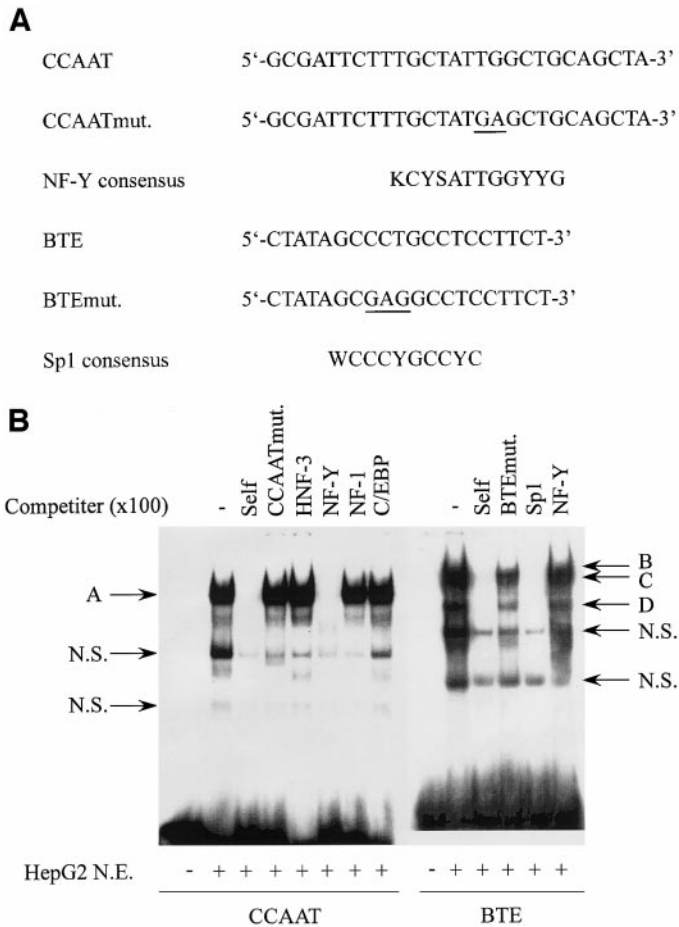 A
CCAAT 5‘-GCGATTCTTTGCTATTGGCTGCAGCTA-3’
CCAATmut. 5‘-GCGATTCTTTGCTATGAGCTGCAGCTA-3’
NF-Y consensus KCYSATTGGYYG
BTE 5‘-CTATAGCCCTGCCTCCTTCT-3’
BTEmut. 5‘-CTATAGCGAGGCCTCCTTCT-3’
Sp1 consensus WCCCYGCCYC
B
Competiter (x100) - Self CCAATmut. HNF-3 NF-Y NF-1 C/EBP - Self BTEmut. Sp1 NF-Y
A
N.S.
N.S.
B
C
D
N.S.
N.S.
HepG2 N.E. - + + + + + + + - + + + + +
CCAAT BTE